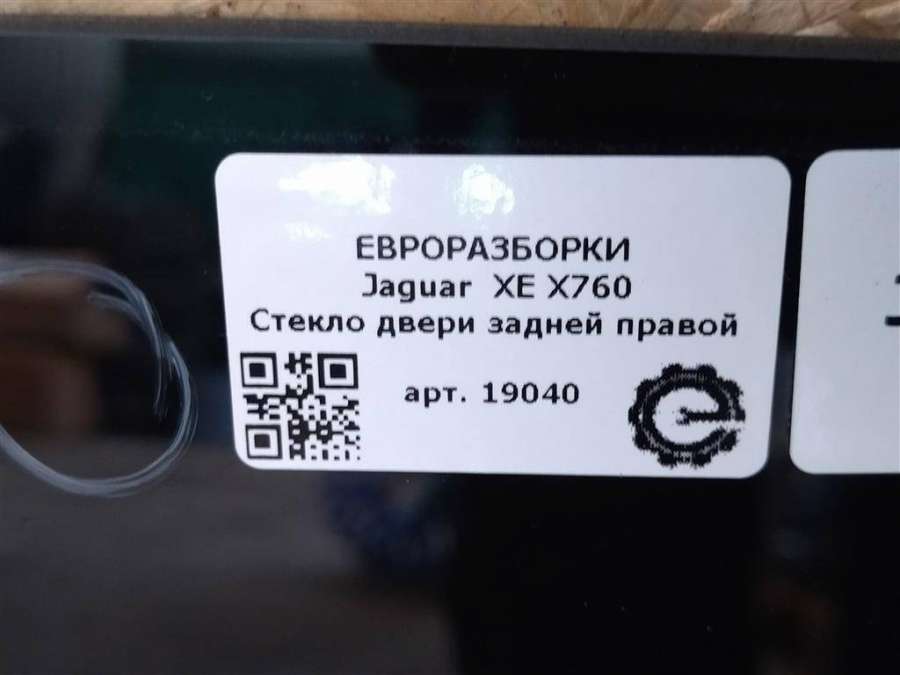 ЕВРОРАЗБОРКИ
Jaguar XE X760
Стекло двери задней правой
арт. 19040